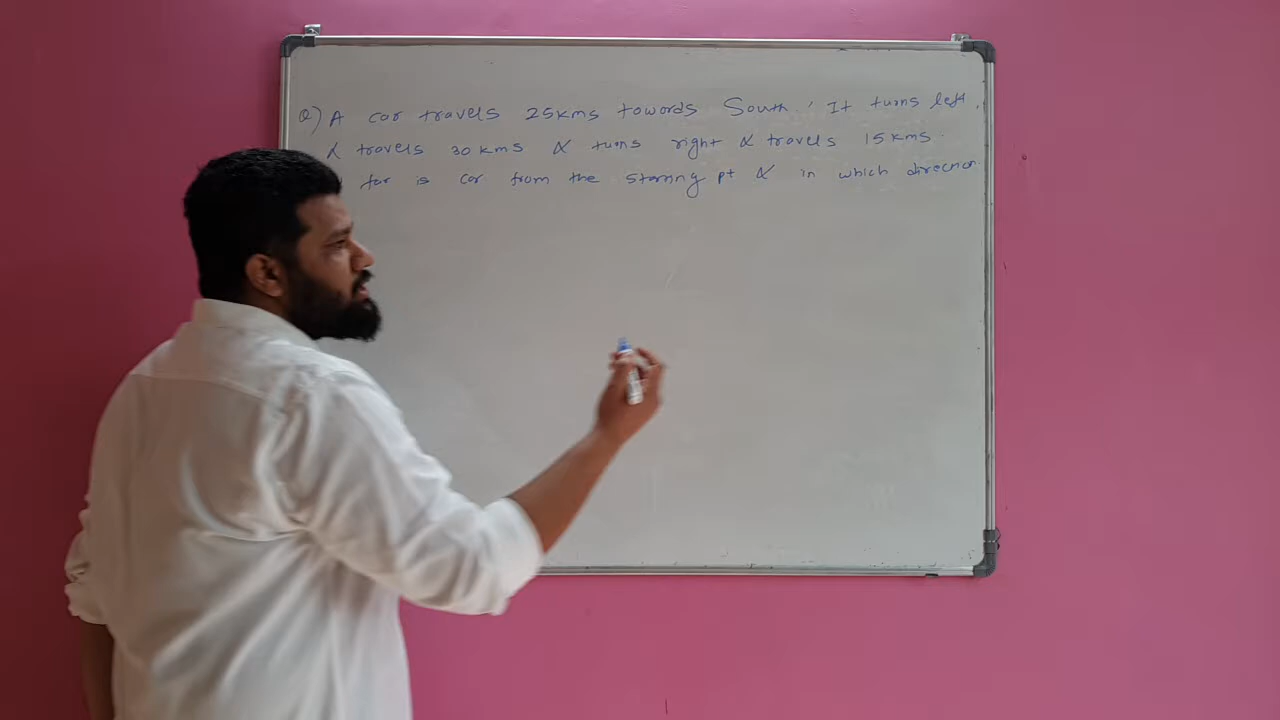 Q) A car travels 25kms towards South. It turns left.
& travels 30 kms & turns right & travels 15 kms.
far is car from the starting pt & in which direction